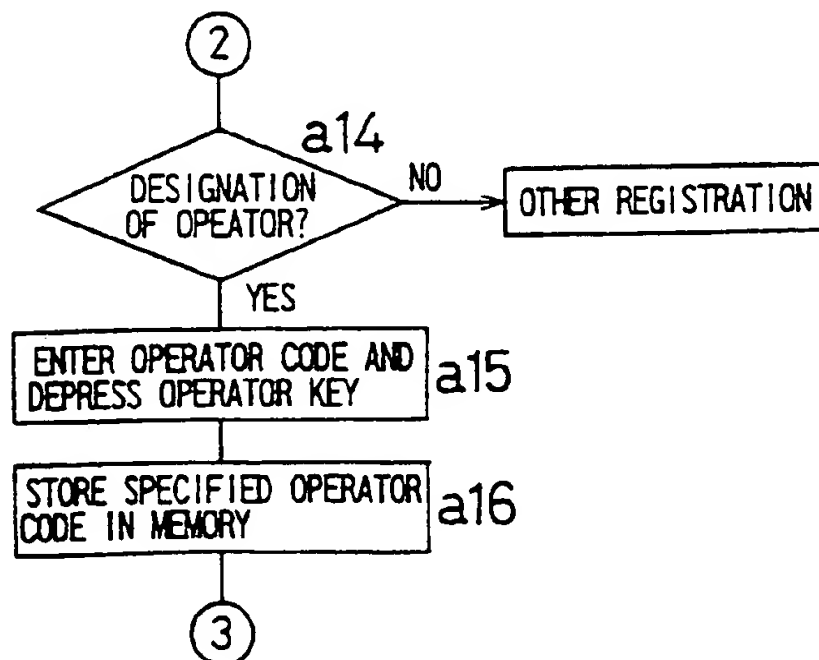 2
a14
DESIGNATION
OF OPEATOR?
NO
OTHER REGISTRATION
YES
ENTER OPERATOR CODE AND
DEPRESS OPERATOR KEY
a15
STORE SPECIFIED OPERATOR
CODE IN MEMORY
a16
3